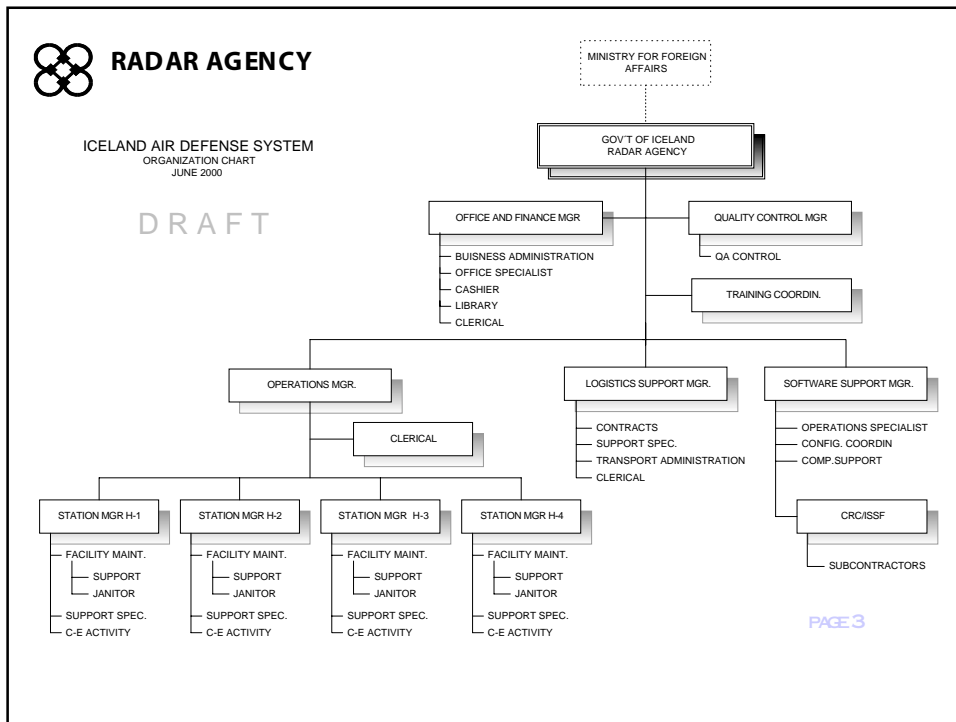 RADAR AGENCY
MINISTRY FOR FOREIGN
AFFAIRS
GOV'T OF ICELAND
RADAR AGENCY
ICELAND AIR DEFENSE SYSTEM
ORGANIZATION CHART
JUNE 2000
DRAFT
OFFICE AND FINANCE MGR
BUISNESS ADMINISTRATION
OFFICE SPECIALIST
CASHIER
LIBRARY
CLERICAL
QUALITY CONTROL MGR
QA CONTROL
TRAINING COORDIN.
OPERATIONS MGR.
CLERICAL
LOGISTICS SUPPORT MGR.
CONTRACTS
SUPPORT SPEC.
TRANSPORT ADMINISTRATION
CLERICAL
SOFTWARE SUPPORT MGR.
OPERATIONS SPECIALIST
CONFIG. COORDIN
COMP.SUPPORT
CRC/ISSF
SUBCONTRACTORS
STATION MGR H-1
FACILITY MAINT.
SUPPORT
JANITOR
SUPPORT SPEC.
C-E ACTIVITY
STATION MGR H-2
FACILITY MAINT.
SUPPORT
JANITOR
SUPPORT SPEC.
C-E ACTIVITY
STATION MGR H-3
FACILITY MAINT.
SUPPORT
JANITOR
SUPPORT SPEC.
C-E ACTIVITY
STATION MGR H-4
FACILITY MAINT.
SUPPORT
JANITOR
SUPPORT SPEC.
C-E ACTIVITY
PAGE 3